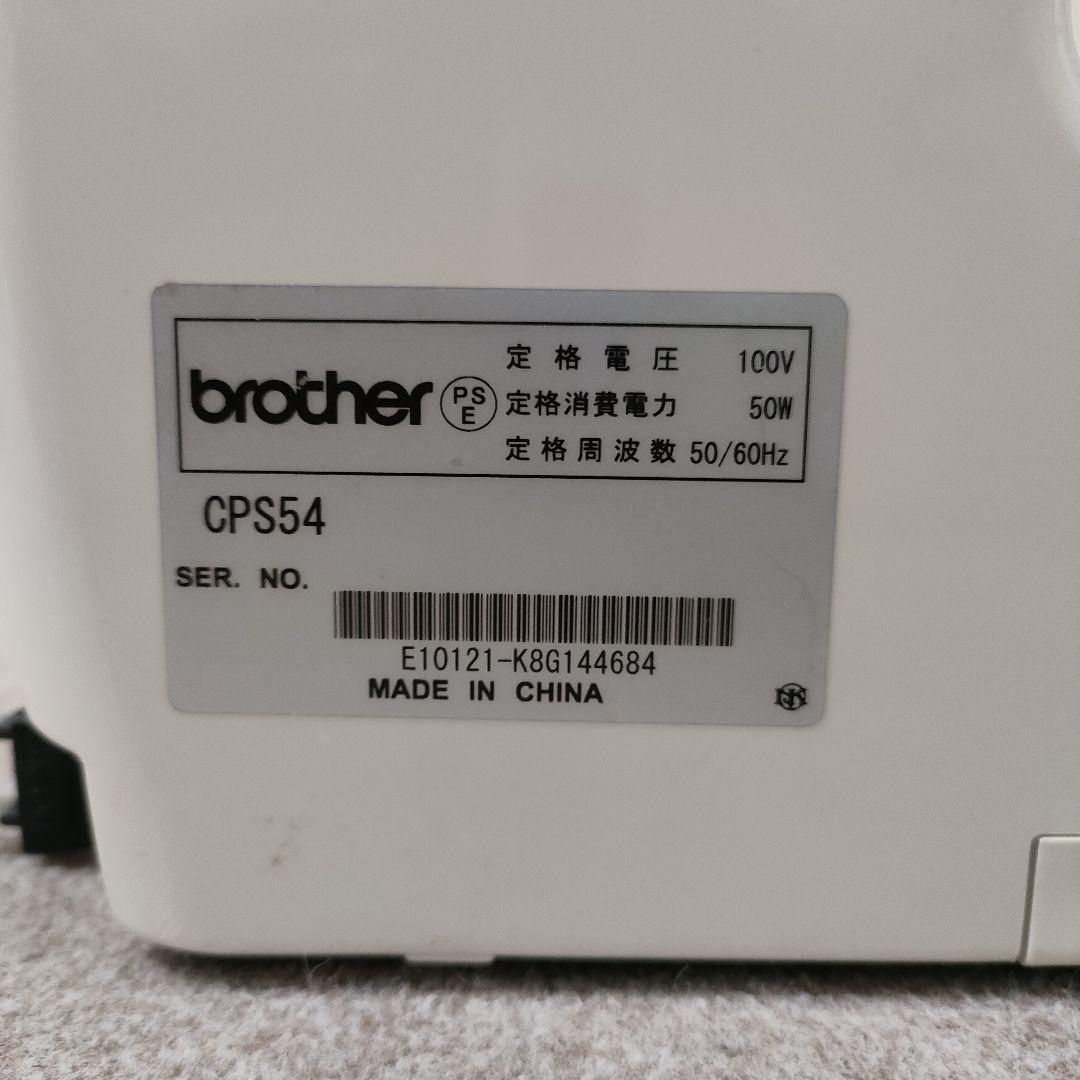 brother
PS
E
定格電圧 100V
定格消費電力 50W
定格周波数 50/60Hz
CPS54
SER. NO.
E10121-K8G144684
MADE IN CHINA